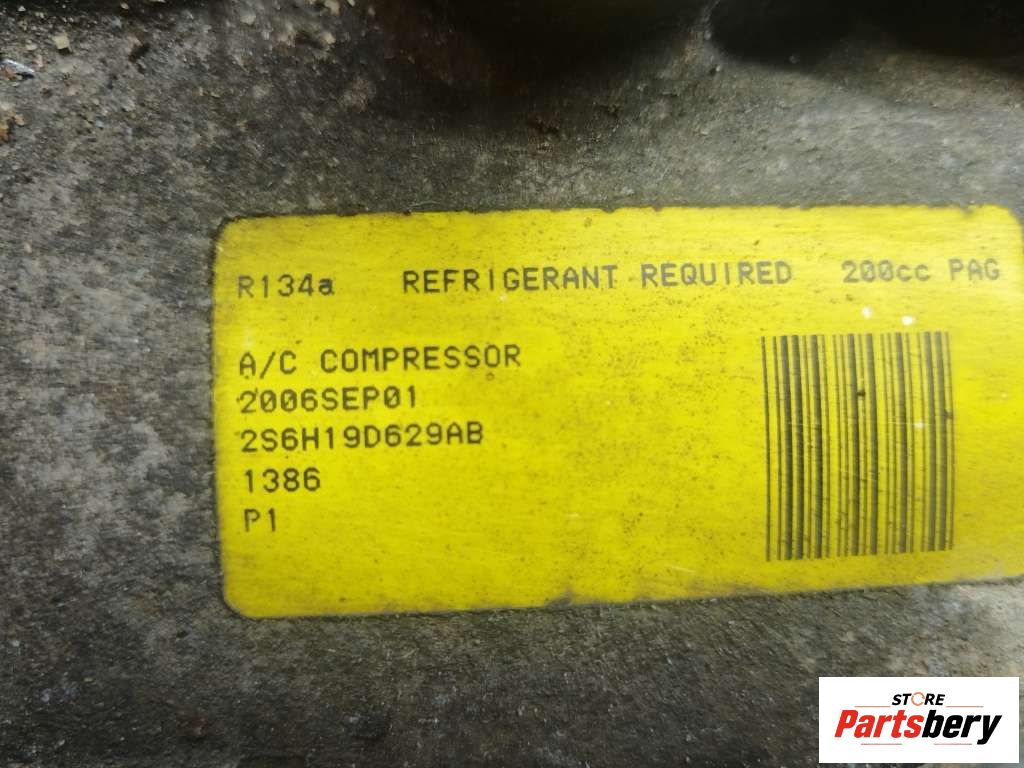 R134a REFRIGERANT REQUIRED 200cc PAG
A/C COMPRESSOR
2006SEP01
2S6H19D629AB
1386
P1
STORE
Partsbery